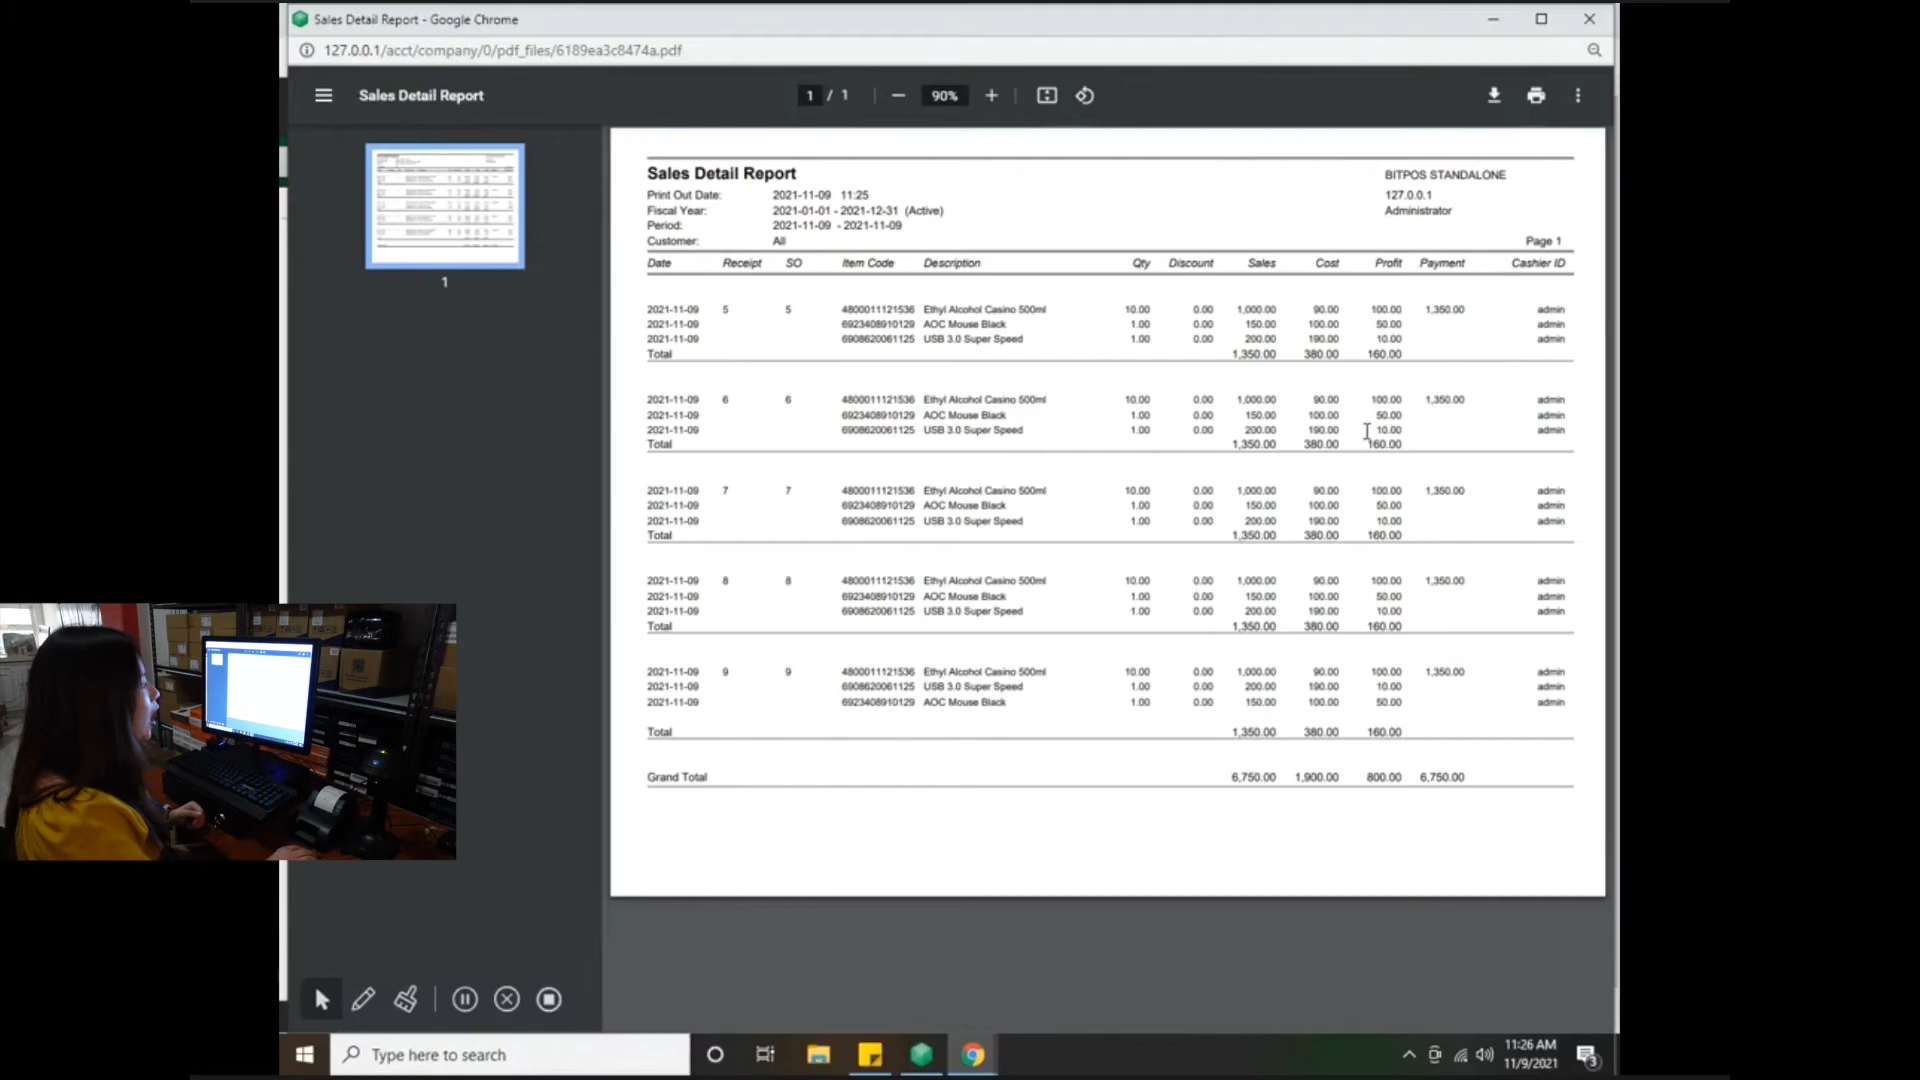 Sales Detail Report - Google Chrome
127.0.0.1/acct/company/0/pdf_files/6189ea3c8474a.pdf
Sales Detail Report
1 / 1
90%
1
Sales Detail Report BITPOS STANDALONE
Print Out Date: 2021-11-09 11:25 127.0.0.1
Fiscal Year: 2021-01-01 - 2021-12-31 (Active) Administrator
Period: 2021-11-09 - 2021-11-09
Customer: All Page 1
Date Receipt SO Item Code Description Qty Discount Sales Cost Profit Payment Cashier ID
2021-11-09 5 5 4800011121536 Ethyl Alcohol Casino 500ml 10.00 0.00 1,000.00 90.00 100.00 1,350.00 admin
2021-11-09 6923408910129 AOC Mouse Black 1.00 0.00 150.00 100.00 50.00 admin
2021-11-09 6908620061125 USB 3.0 Super Speed 1.00 0.00 200.00 190.00 10.00 admin
Total 1,350.00 380.00 160.00
2021-11-09 6 6 4800011121536 Ethyl Alcohol Casino 500ml 10.00 0.00 1,000.00 90.00 100.00 1,350.00 admin
2021-11-09 6923408910129 AOC Mouse Black 1.00 0.00 150.00 100.00 50.00 admin
2021-11-09 6908620061125 USB 3.0 Super Speed 1.00 0.00 200.00 190.00 10.00 admin
Total 1,350.00 380.00 160.00
2021-11-09 7 7 4800011121536 Ethyl Alcohol Casino 500ml 10.00 0.00 1,000.00 90.00 100.00 1,350.00 admin
2021-11-09 6923408910129 AOC Mouse Black 1.00 0.00 150.00 100.00 50.00 admin
2021-11-09 6908620061125 USB 3.0 Super Speed 1.00 0.00 200.00 190.00 10.00 admin
Total 1,350.00 380.00 160.00
2021-11-09 8 8 4800011121536 Ethyl Alcohol Casino 500ml 10.00 0.00 1,000.00 90.00 100.00 1,350.00 admin
2021-11-09 6923408910129 AOC Mouse Black 1.00 0.00 150.00 100.00 50.00 admin
2021-11-09 6908620061125 USB 3.0 Super Speed 1.00 0.00 200.00 190.00 10.00 admin
Total 1,350.00 380.00 160.00
2021-11-09 9 9 4800011121536 Ethyl Alcohol Casino 500ml 10.00 0.00 1,000.00 90.00 100.00 1,350.00 admin
2021-11-09 6908620061125 USB 3.0 Super Speed 1.00 0.00 200.00 190.00 10.00 admin
2021-11-09 6923408910129 AOC Mouse Black 1.00 0.00 150.00 100.00 50.00 admin
Total 1,350.00 380.00 160.00
Grand Total 6,750.00 1,900.00 800.00 6,750.00
Type here to search
11:26 AM
11/9/2021
3